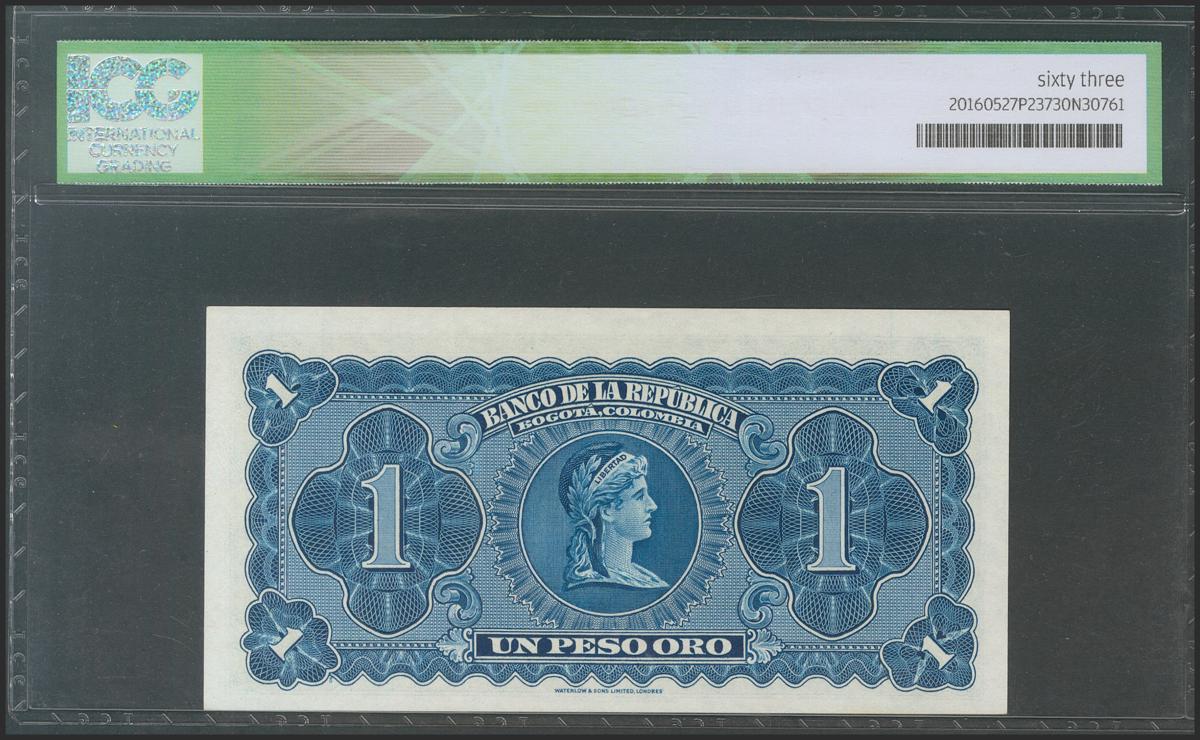 ICG
INTERNATIONAL
CURRENCY
GRADING
sixty three
20160527P23730N30761
1
1
BANCO DE LA REPÚBLICA
BOGOTÁ, COLOMBIA
LIBERTAD
1
1
UN PESO ORO
1
1
WATERLOW & SONS LIMITED, LONDRES